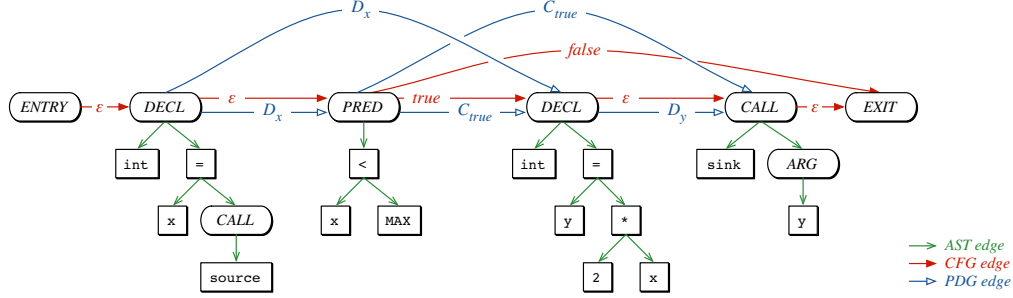 D_x C_true
false
ENTRY ε DECL ε PRED true DECL ε CALL ε EXIT
D_x C_true D_y
int = < int = sink ARG
x CALL x MAX y * y
source 2 x
AST edge
CFG edge
PDG edge